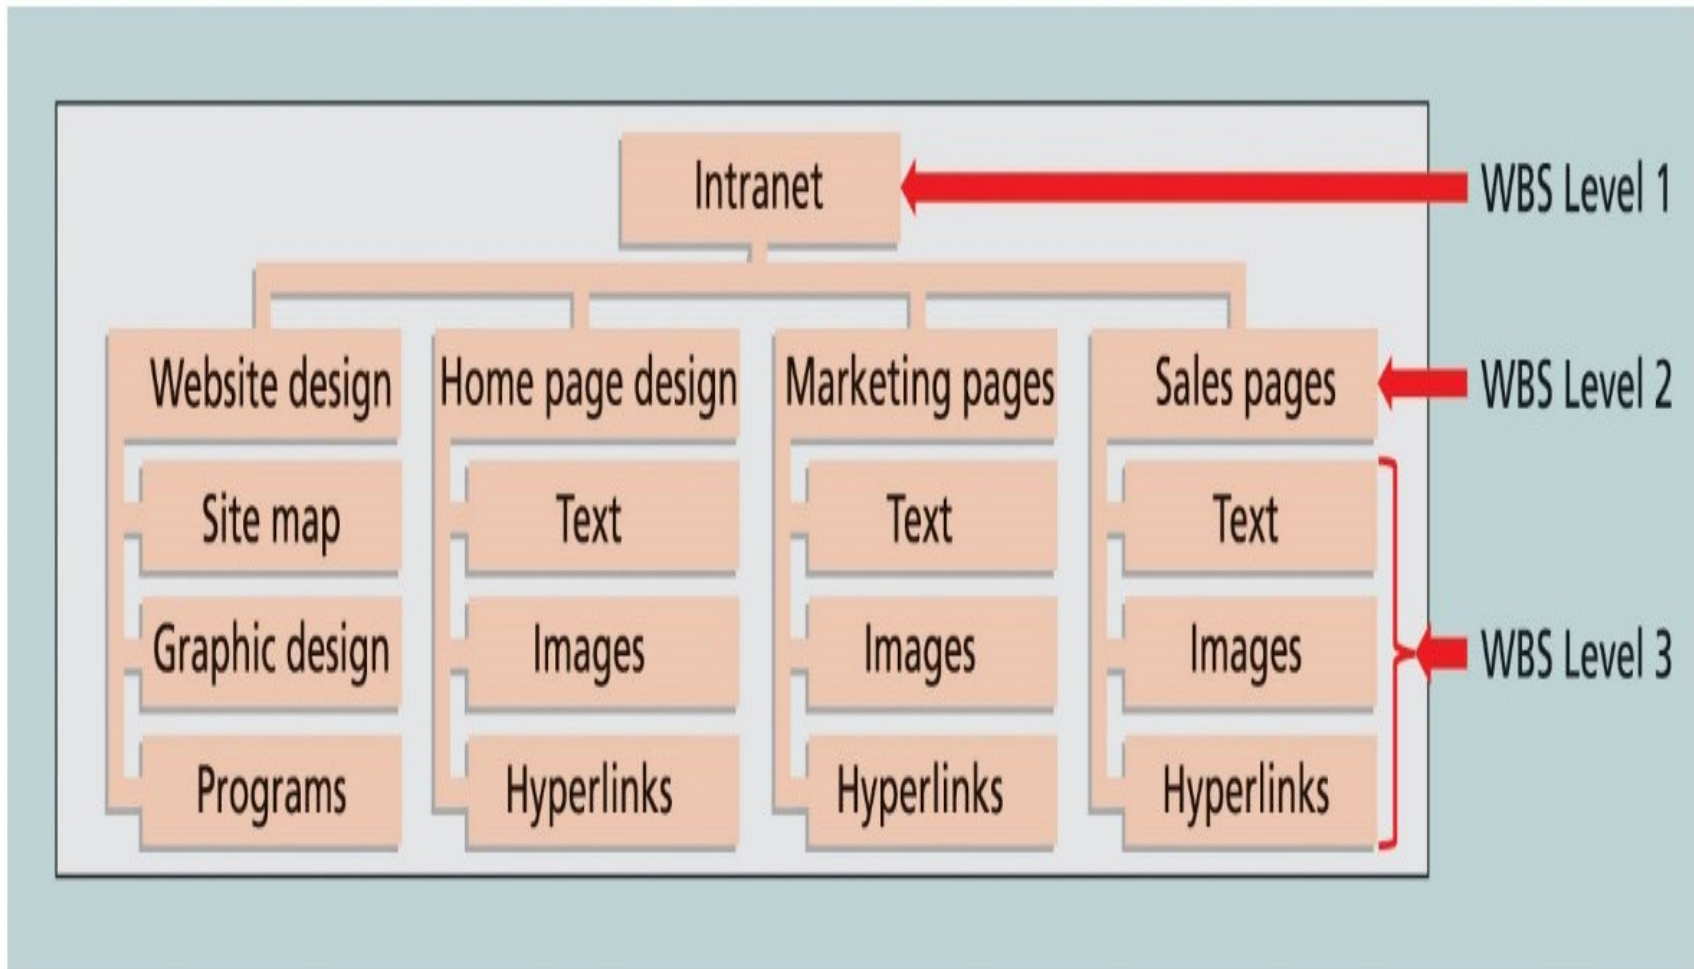 Intranet
WBS Level 1
Website design
Home page design
Marketing pages
Sales pages
WBS Level 2
Site map
Text
Text
Text
Graphic design
Images
Images
Images
WBS Level 3
Programs
Hyperlinks
Hyperlinks
Hyperlinks